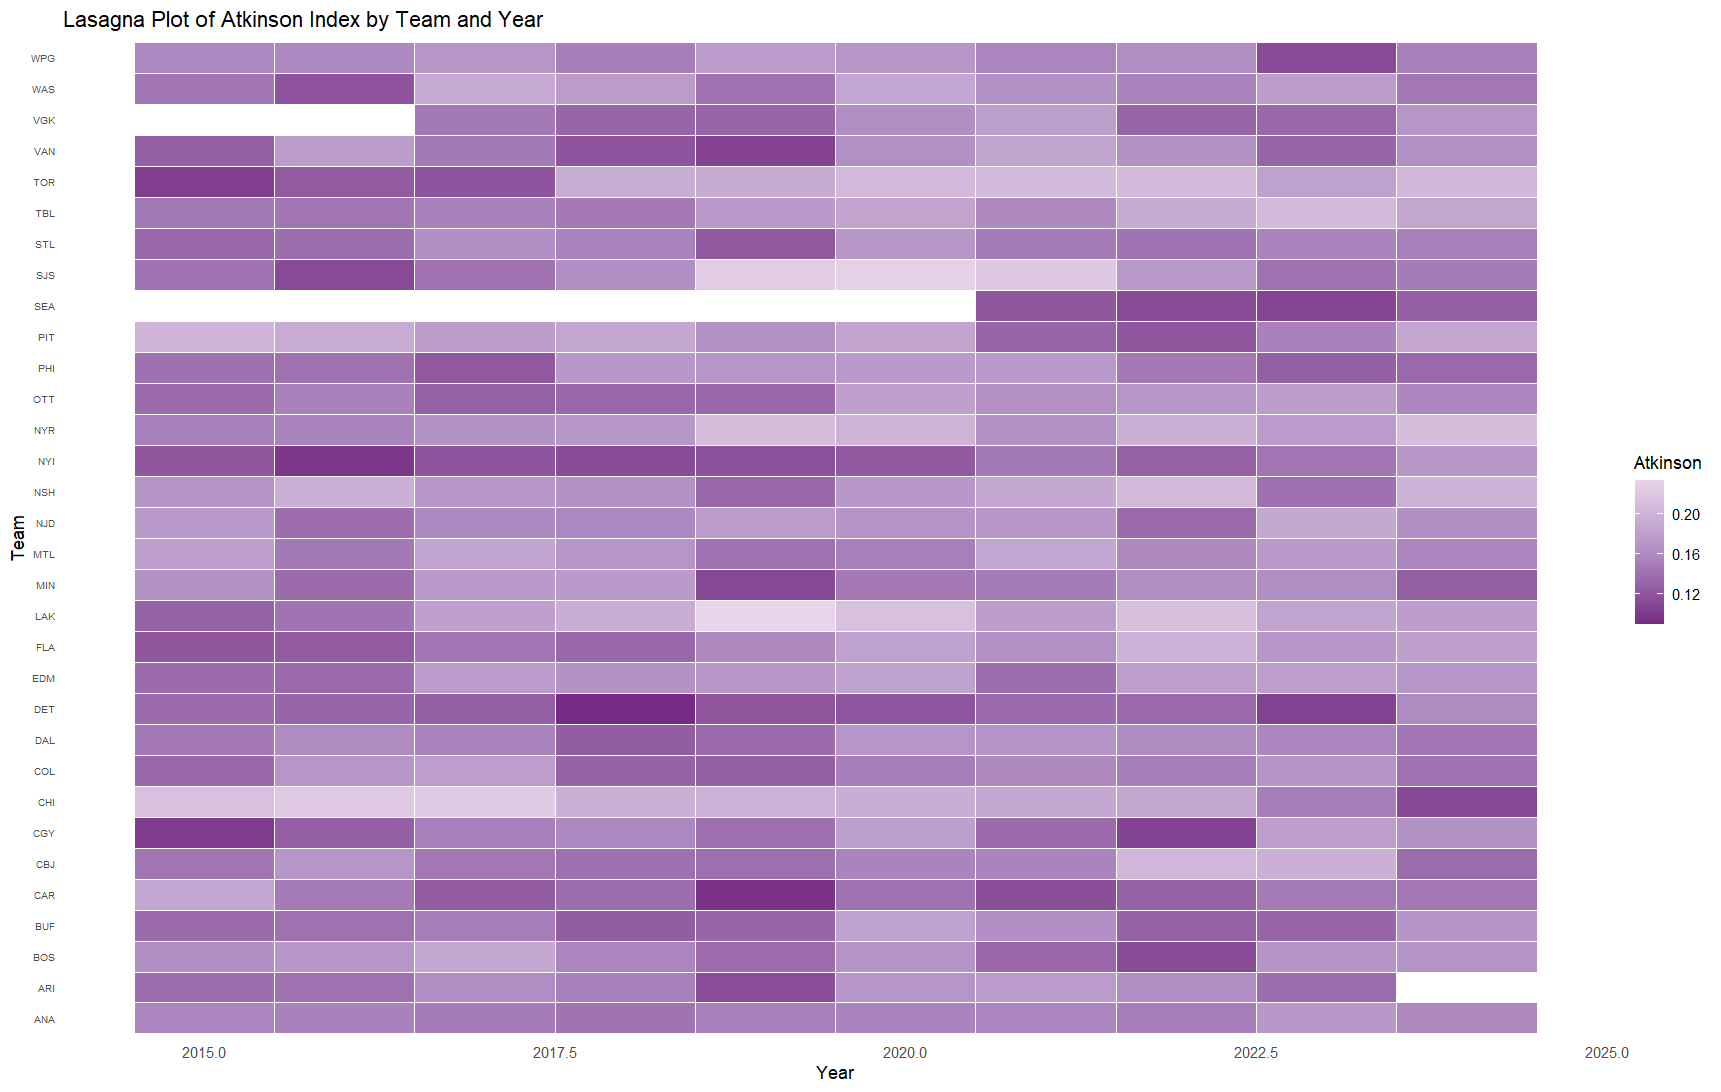 Lasagna Plot of Atkinson Index by Team and Year
WPG
WAS
VGK
VAN
TOR
TBL
STL
SJS
SEA
PIT
PHI
OTT
NYR
NYI
NSH
NJD
MTL
MIN
LAK
FLA
EDM
DET
DAL
COL
CHI
CGY
CBJ
CAR
BUF
BOS
ARI
ANA
Team
2015.0 2017.5 2020.0 2022.5 2025.0
Year
Atkinson
0.20
0.16
0.12